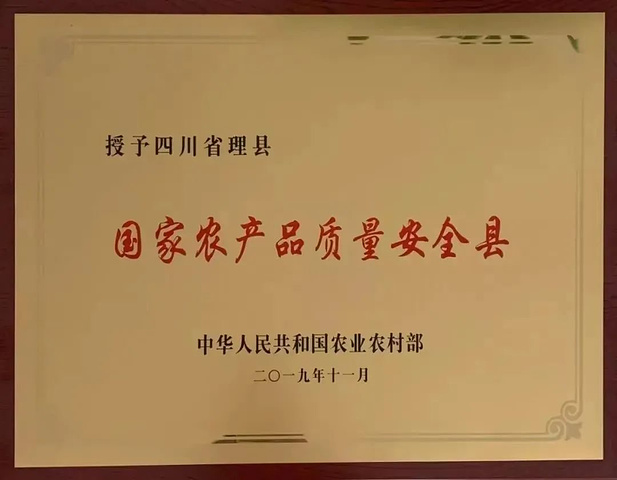 授予四川省理县
国家农产品质量安全县
中华人民共和国农业农村部
二〇一九年十一月